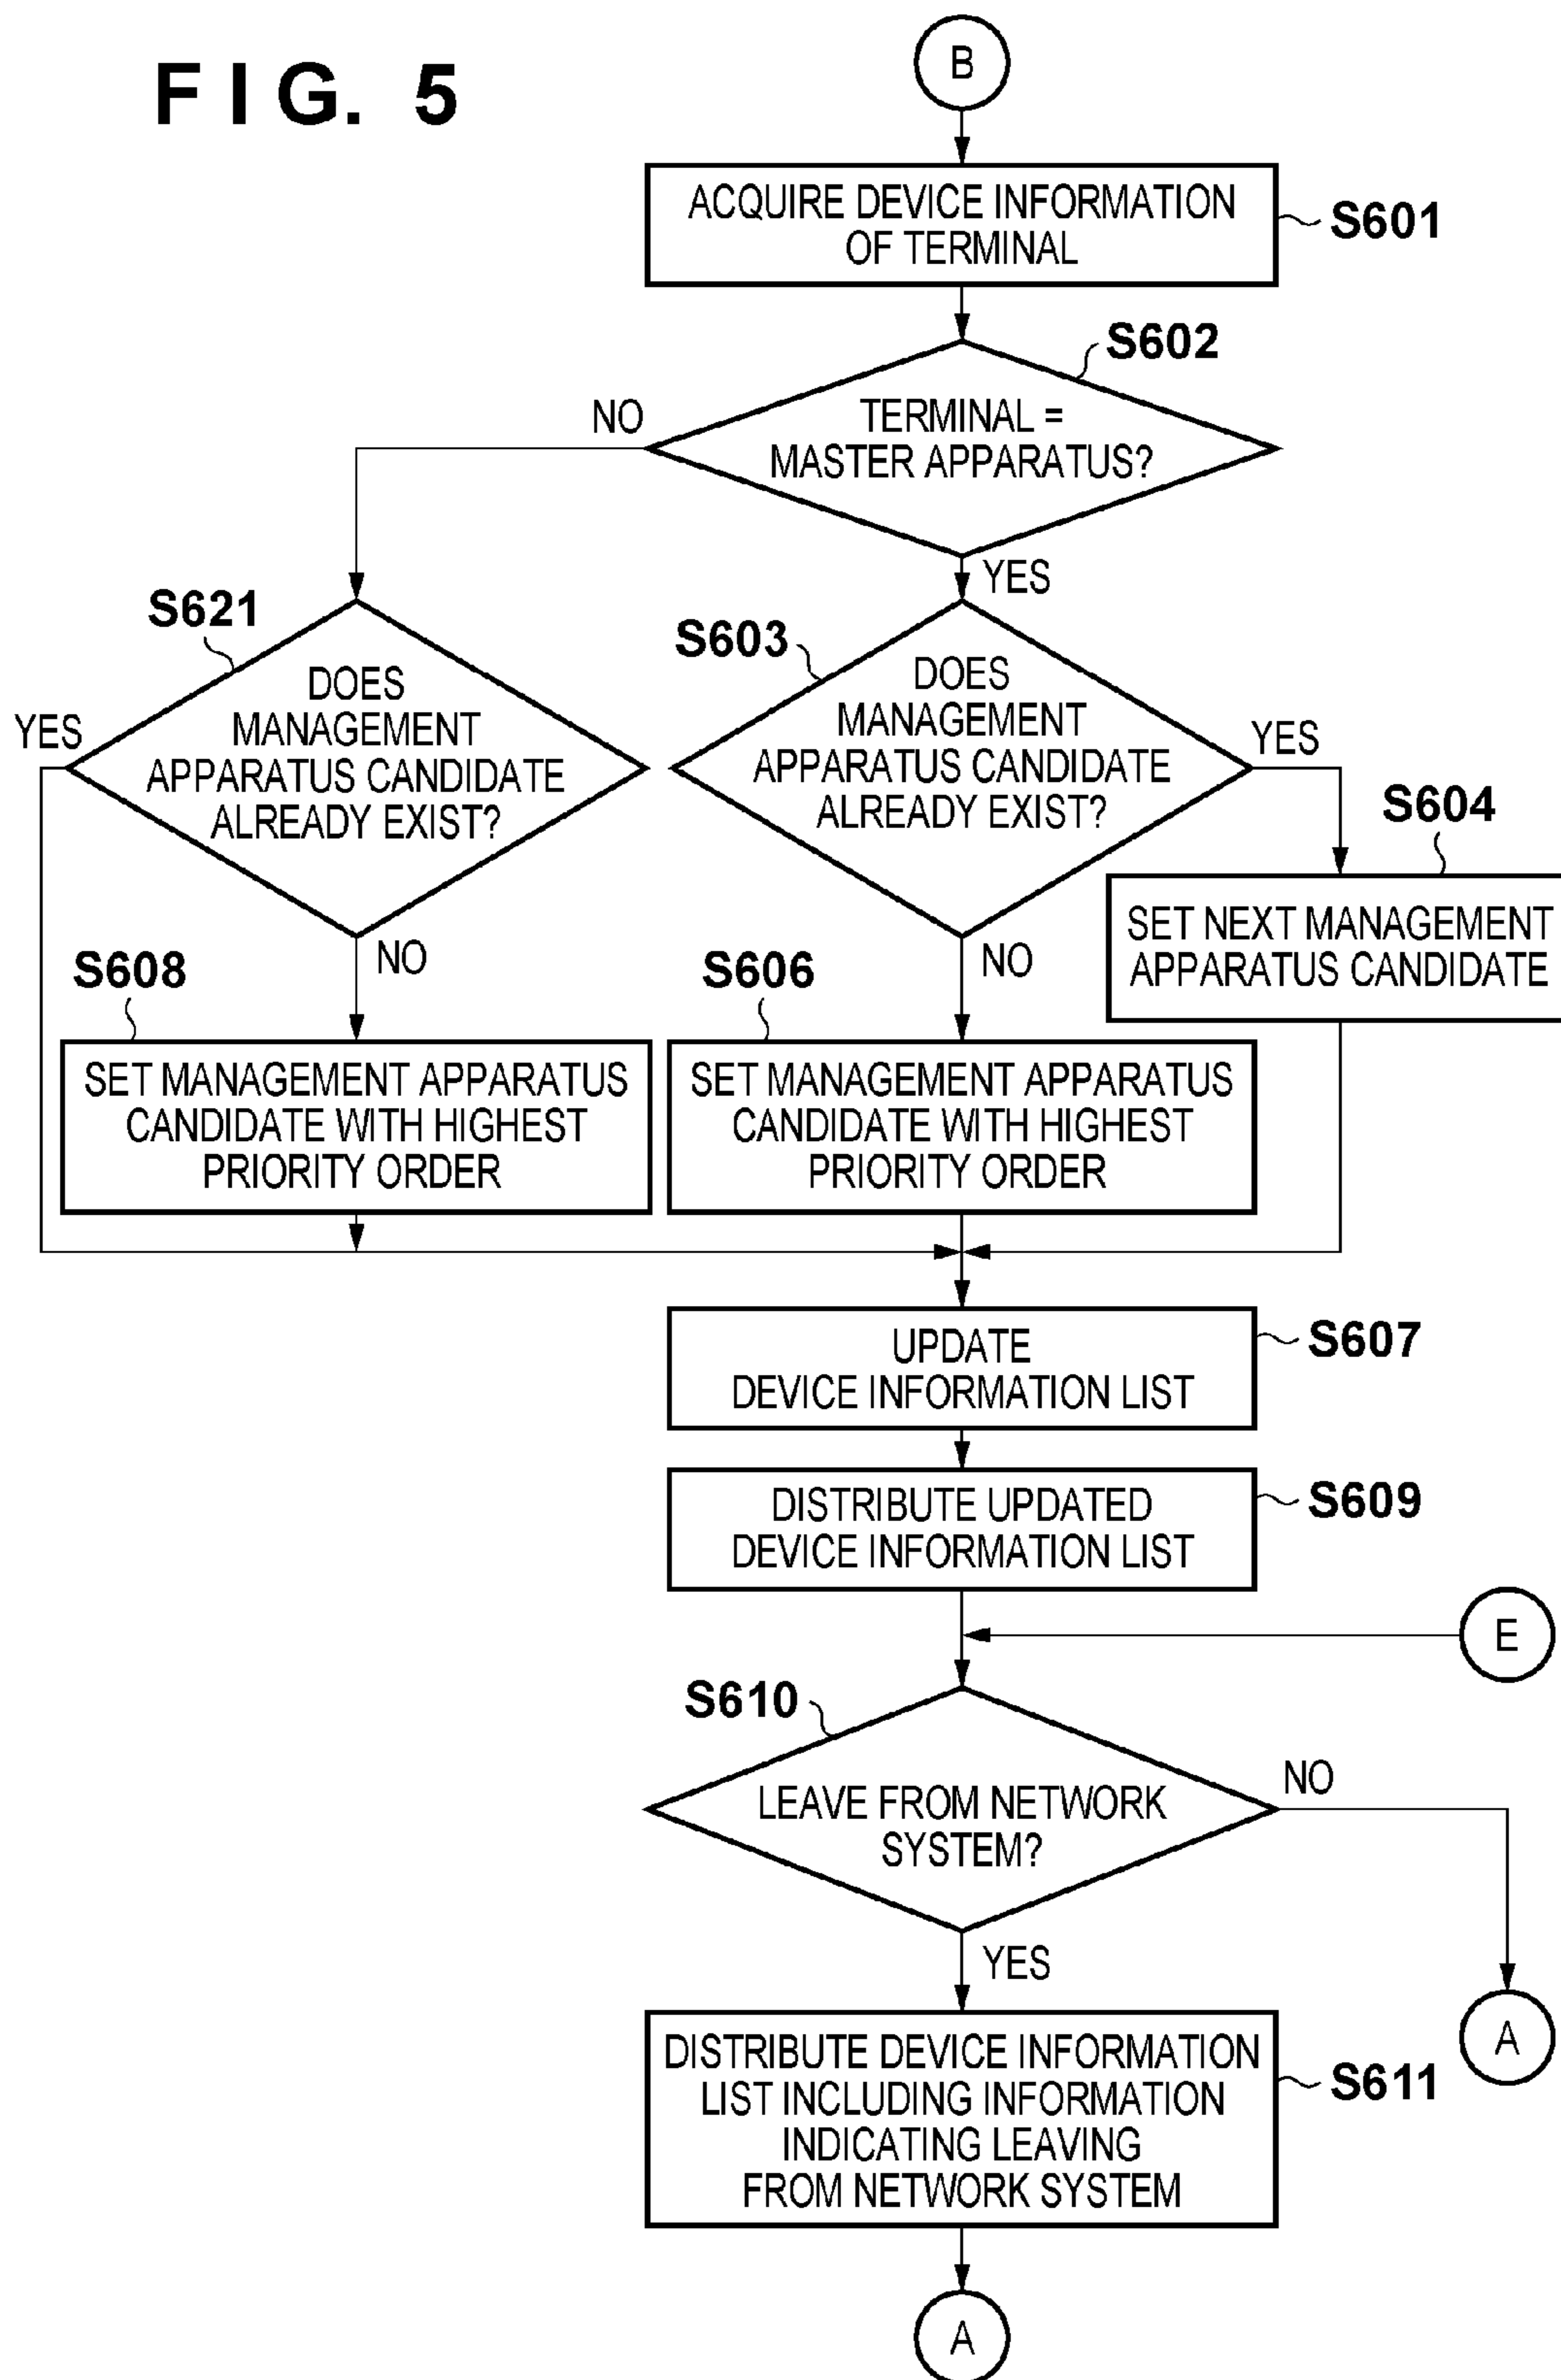 FIG. 5
B
ACQUIRE DEVICE INFORMATION
OF TERMINAL
S601
S602
TERMINAL =
MASTER APPARATUS?
NO
YES
S621
DOES
MANAGEMENT
APPARATUS CANDIDATE
ALREADY EXIST?
YES
NO
S603
DOES
MANAGEMENT
APPARATUS CANDIDATE
ALREADY EXIST?
YES
NO
S604
SET NEXT MANAGEMENT
APPARATUS CANDIDATE
S608
SET MANAGEMENT APPARATUS
CANDIDATE WITH HIGHEST
PRIORITY ORDER
S606
SET MANAGEMENT APPARATUS
CANDIDATE WITH HIGHEST
PRIORITY ORDER
UPDATE
DEVICE INFORMATION LIST
S607
DISTRIBUTE UPDATED
DEVICE INFORMATION LIST
S609
E
S610
LEAVE FROM NETWORK
SYSTEM?
NO
YES
A
DISTRIBUTE DEVICE INFORMATION
LIST INCLUDING INFORMATION
INDICATING LEAVING
FROM NETWORK SYSTEM
S611
A